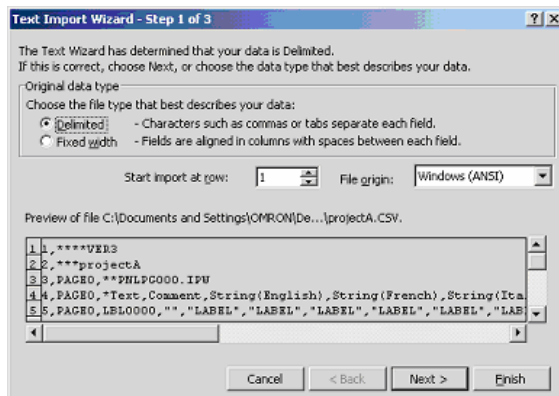 Text Import Wizard - Step 1 of 3
The Text Wizard has determined that your data is Delimited.
If this is correct, choose Next, or choose the data type that best describes your data.
Original data type
Choose the file type that best describes your data:
Delimited - Characters such as commas or tabs separate each field.
Fixed width - Fields are aligned in columns with spaces between each field.
Start import at row: 1 File origin: Windows (ANSI)
Preview of file C:\Documents and Settings\OMRON\De...\projectA.CSV.
1 1,****VER3
2 2,***projectA
3 3,PAGE0,**PNLPG000.IPW
4 4,PAGE0,*Text,Comment,String(English),String(French),String(Ita
5 5,PAGE0,LBL0000,"","LABEL","LABEL","LABEL","LABEL","LABEL","LAB
Cancel < Back Next > Finish